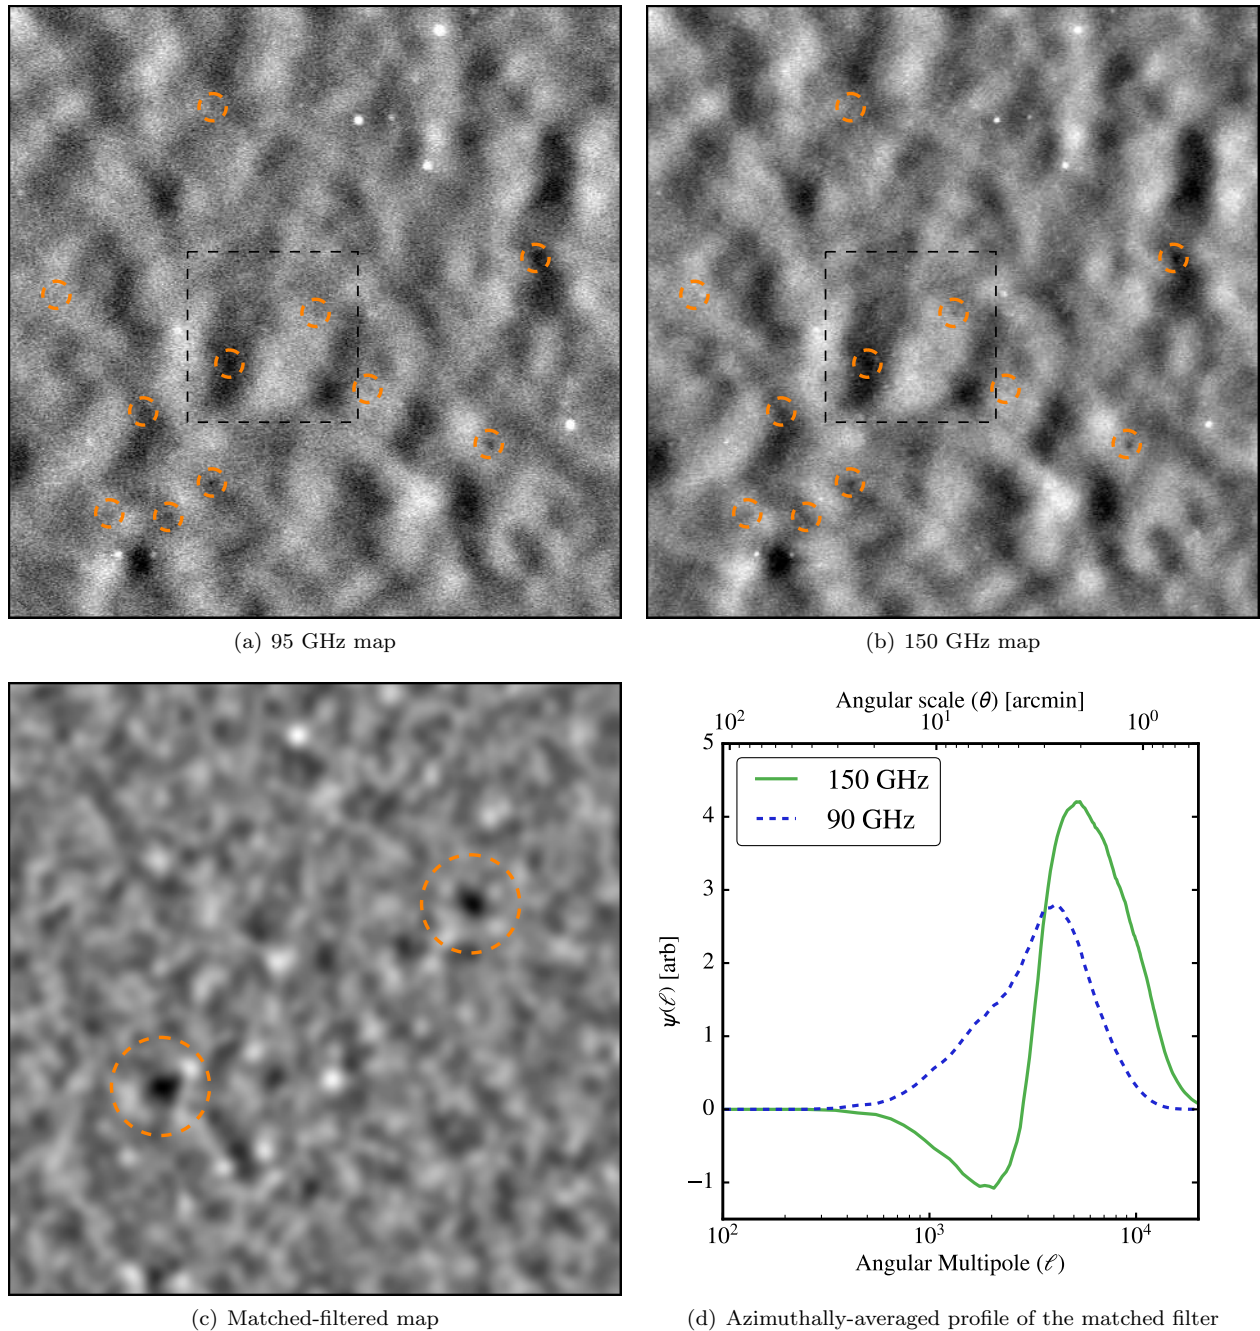 (a) 95 GHz map
(b) 150 GHz map
(c) Matched-filtered map
Angular scale (θ) [arcmin]
10² 10¹ 10⁰
5
4
3
2
1
0
−1
150 GHz
90 GHz
ψ(ℓ) [arb]
10² 10³ 10⁴
Angular Multipole (ℓ)
(d) Azimuthally-averaged profile of the matched filter